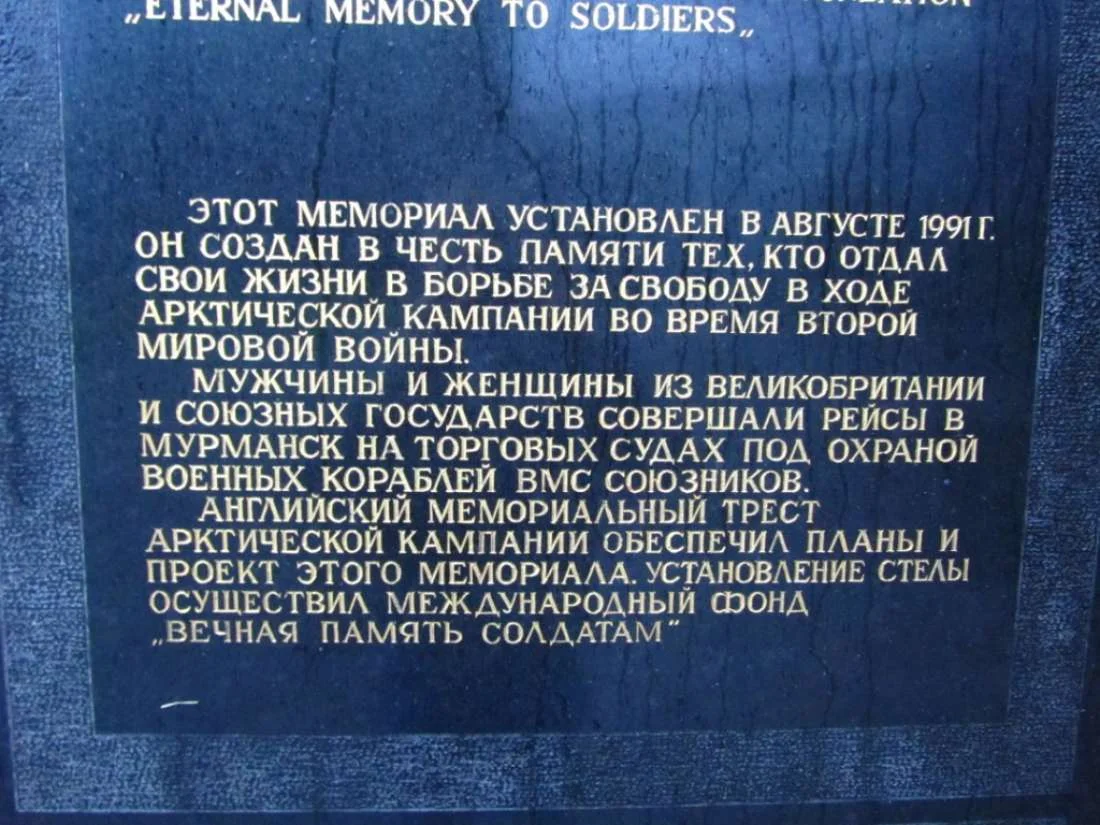 „ETERNAL MEMORY TO SOLDIERS„
ЭТОТ МЕМОРИАЛ УСТАНОВЛЕН В АВГУСТЕ 1991 Г.
ОН СОЗДАН В ЧЕСТЬ ПАМЯТИ ТЕХ, КТО ОТДАЛ
СВОИ ЖИЗНИ В БОРЬБЕ ЗА СВОБОДУ В ХОДЕ
АРКТИЧЕСКОЙ КАМПАНИИ ВО ВРЕМЯ ВТОРОЙ
МИРОВОЙ ВОЙНЫ.
МУЖЧИНЫ И ЖЕНЩИНЫ ИЗ ВЕЛИКОБРИТАНИИ
И СОЮЗНЫХ ГОСУДАРСТВ СОВЕРШАЛИ РЕЙСЫ В
МУРМАНСК НА ТОРГОВЫХ СУДАХ ПОД ОХРАНОЙ
ВОЕННЫХ КОРАБЛЕЙ ВМС СОЮЗНИКОВ.
АНГЛИЙСКИЙ МЕМОРИАЛЬНЫЙ ТРЕСТ
АРКТИЧЕСКОЙ КАМПАНИИ ОБЕСПЕЧИЛ ПЛАНЫ И
ПРОЕКТ ЭТОГО МЕМОРИАЛА. УСТАНОВЛЕНИЕ СТЕЛЫ
ОСУЩЕСТВИЛ МЕЖДУНАРОДНЫЙ ФОНД
„ВЕЧНАЯ ПАМЯТЬ СОЛДАТАМ"